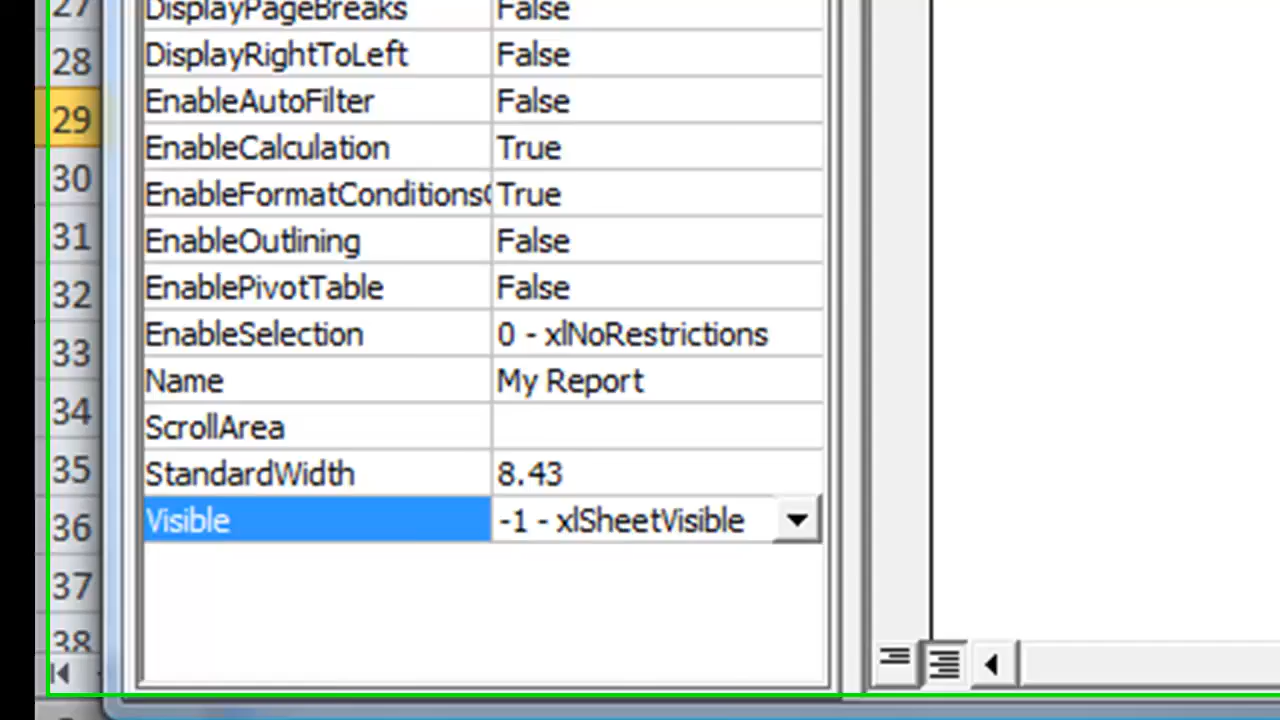 27 DisplayPageBreaks False
28 DisplayRightToLeft False
29 EnableAutoFilter False
EnableCalculation True
30 EnableFormatConditions True
31 EnableOutlining False
32 EnablePivotTable False
33 EnableSelection 0 - xlNoRestrictions
Name My Report
34 ScrollArea
35 StandardWidth 8.43
36 Visible -1 - xlSheetVisible
37
38